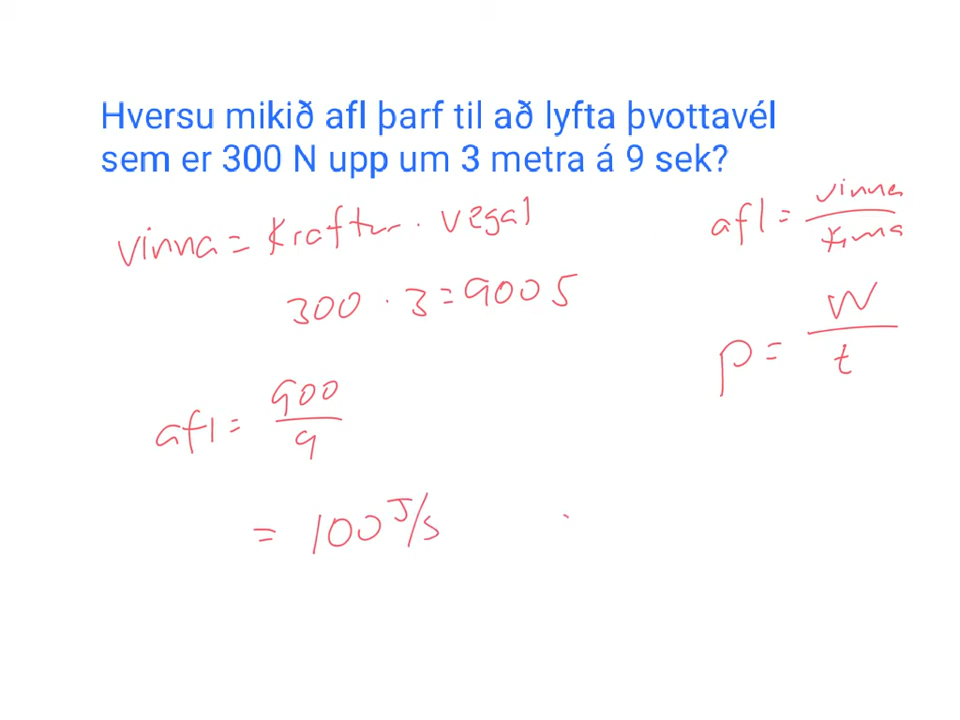 Hversu mikið afl þarf til að lyfta þvottavél
sem er 300 N upp um 3 metra á 9 sek?
vinna = kraftur · vegal
afl = vinna / tíma
300 · 3 = 900 J
P = W / t
afl = 900 / 9
= 100 J/s